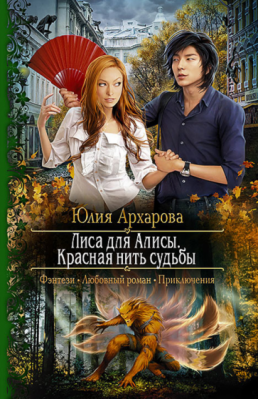 Юлия Архарова
Лиса для Алисы.
Красная нить судьбы
Фэнтези • Любовный роман • Приключения